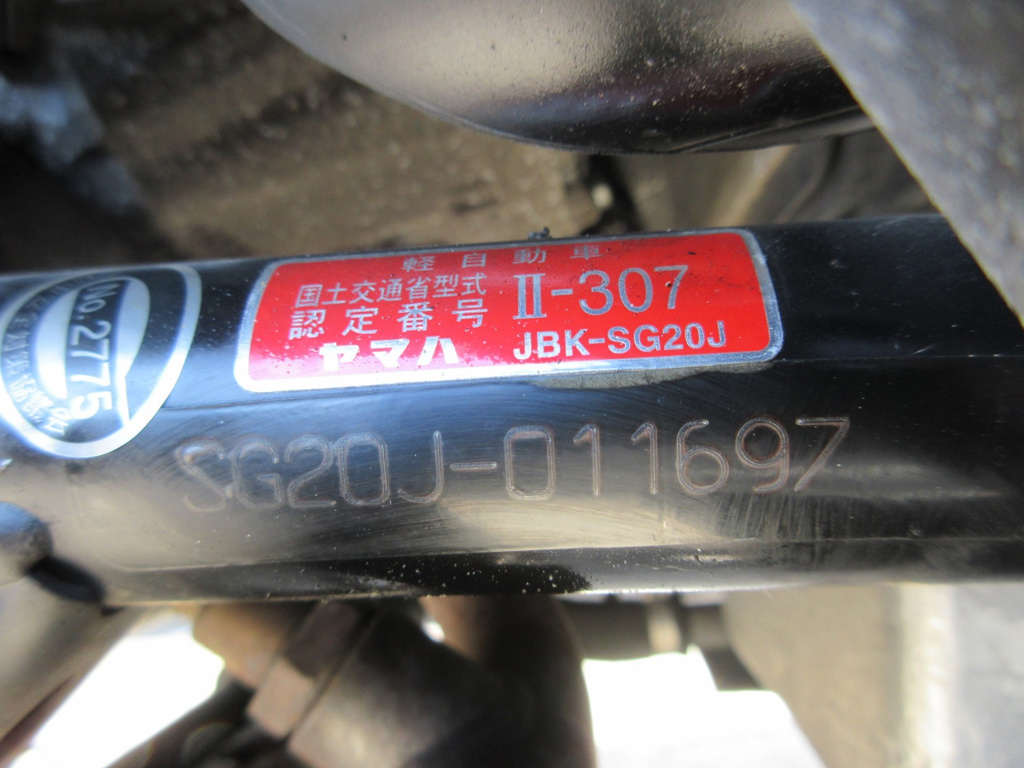 軽自動車
国土交通省型式
認定番号 II-307
ヤマハ JBK-SG20J
No.2775
SG20J-011697